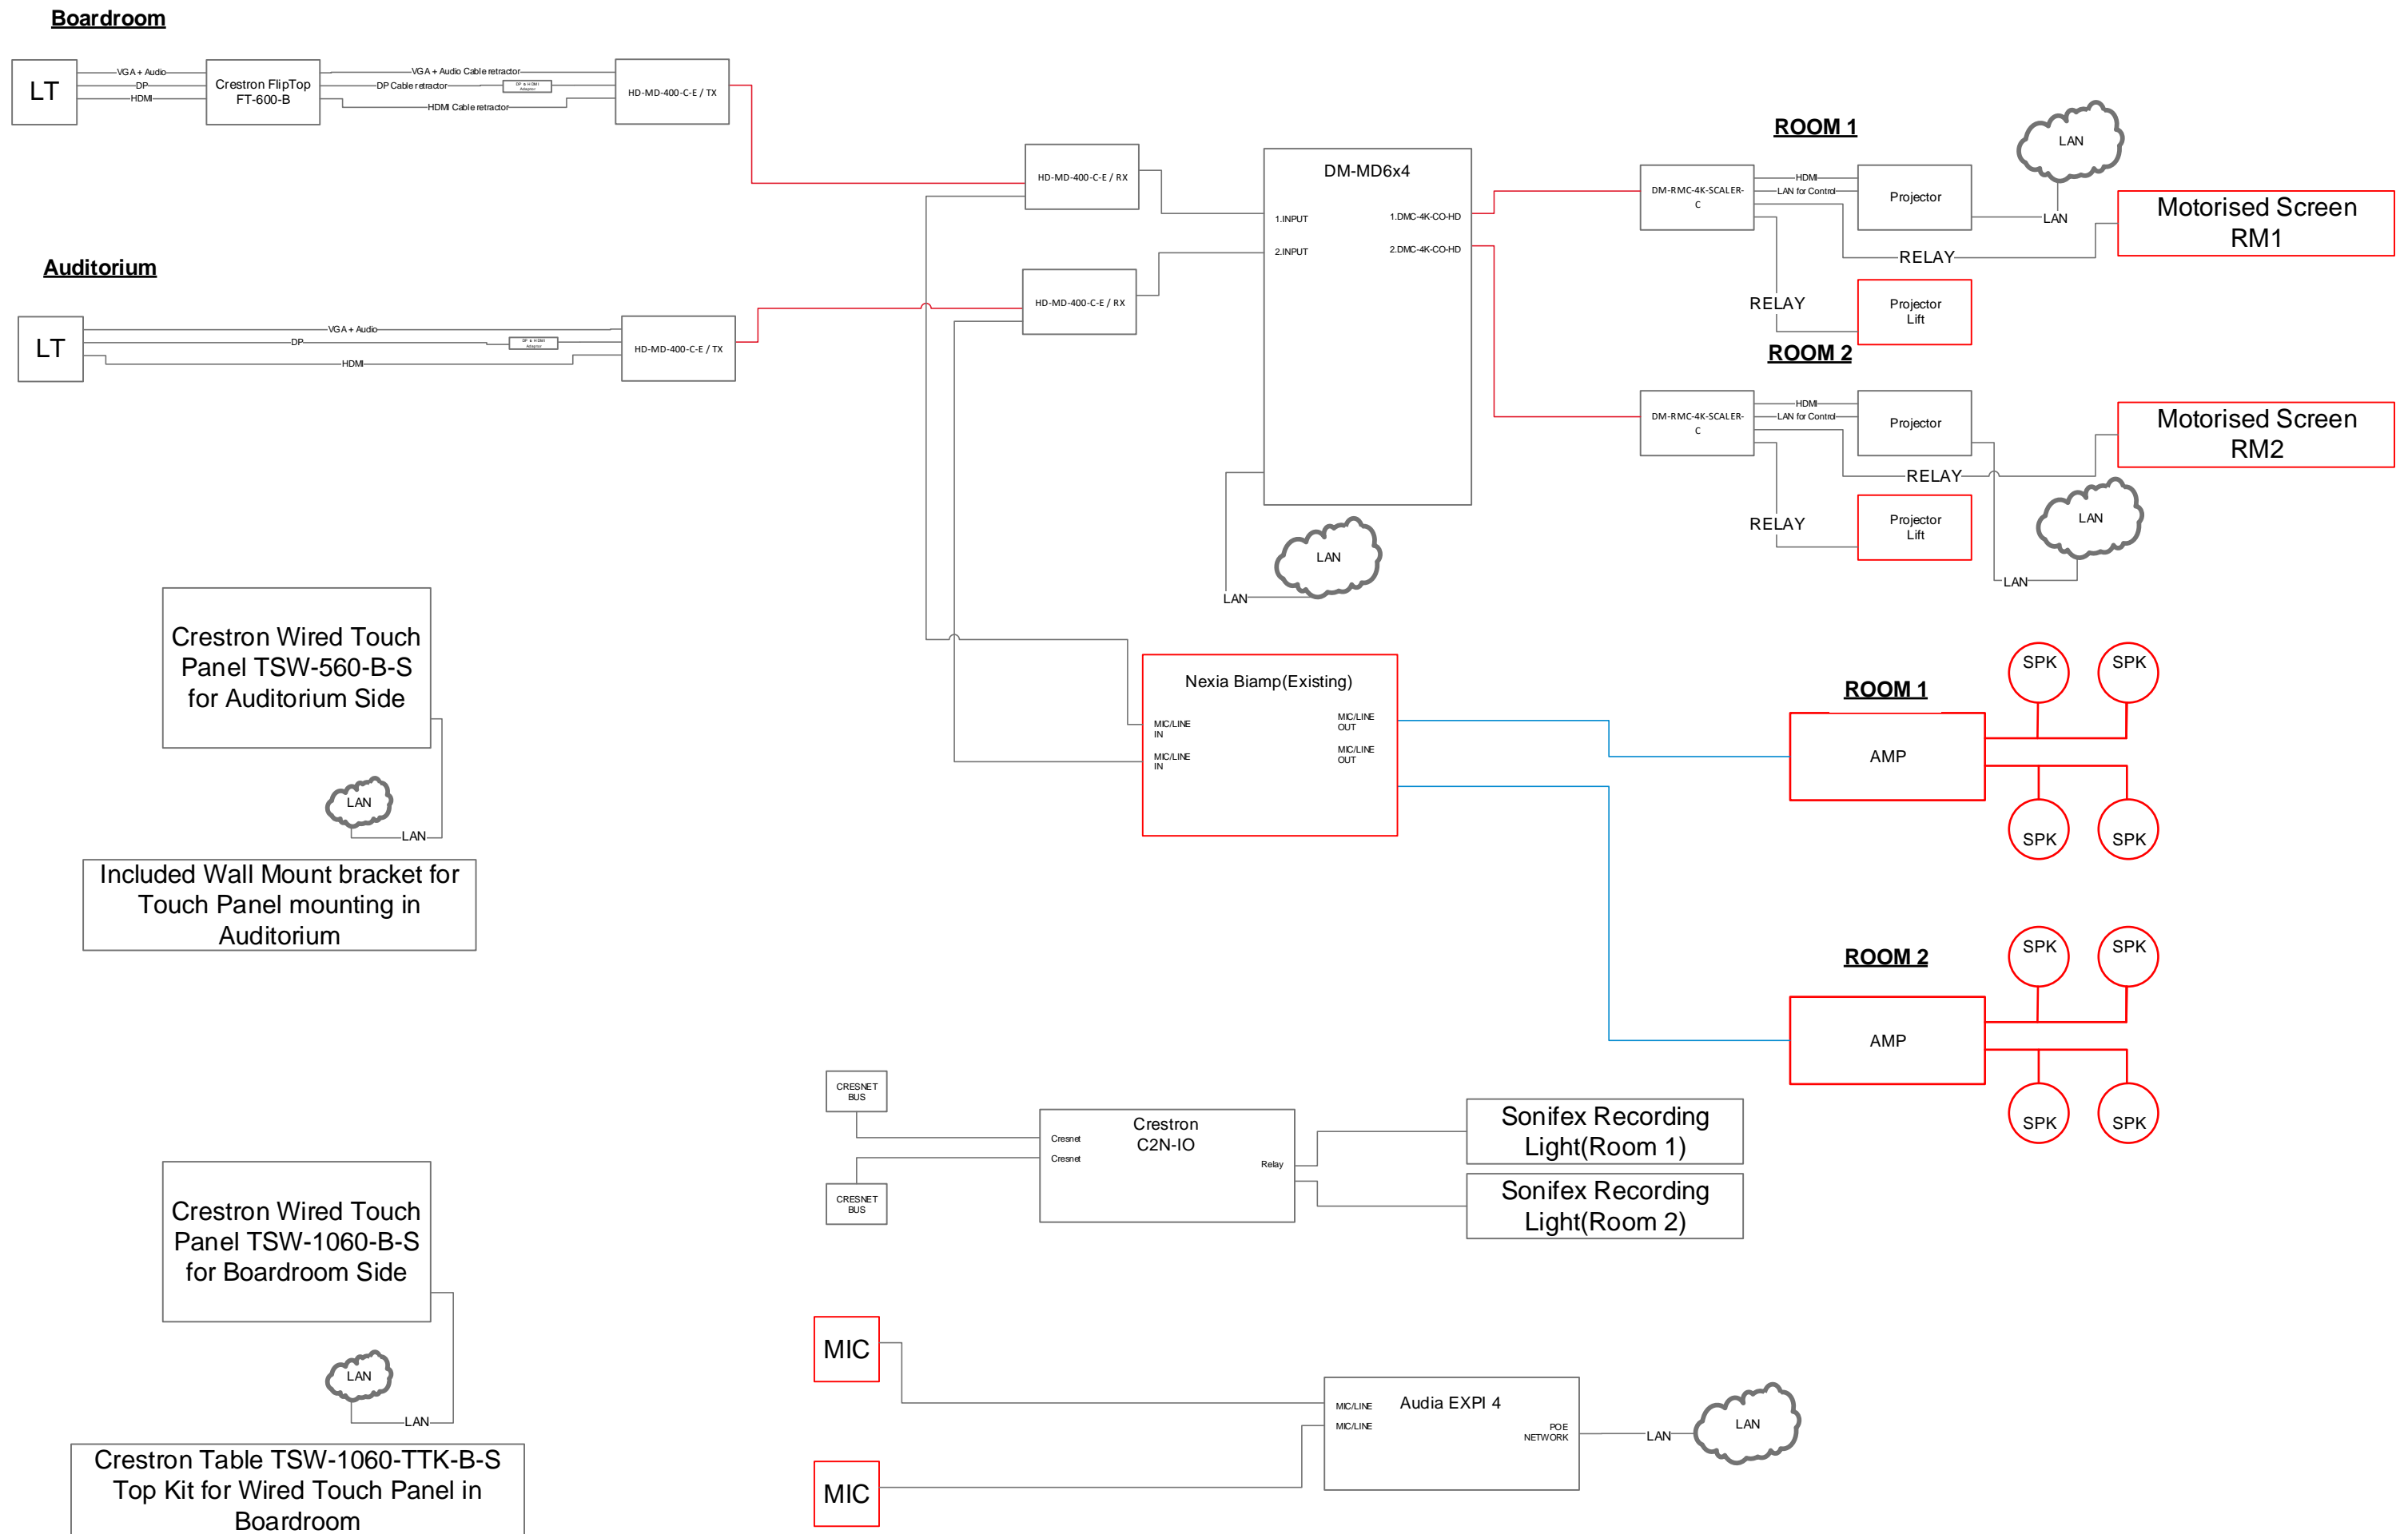 Boardroom
LT
VGA + Audio
DP
HDMI
Crestron FlipTop
FT-600-B
VGA + Audio Cable retractor
DP Cable retractor
HDMI Cable retractor
Adaptor
HD-MD-400-C-E / TX
Auditorium
LT
VGA + Audio
DP
HDMI
Adaptor
HD-MD-400-C-E / TX
HD-MD-400-C-E / RX
HD-MD-400-C-E / RX
DM-MD6x4
1.INPUT
2.INPUT
1.DMC-4K-CO-HD
2.DMC-4K-CO-HD
LAN
LAN
ROOM 1
DM-RMC-4K-SCALER-
C
HDMI
LAN for Control
Projector
LAN
LAN
RELAY
Motorised Screen
RM1
RELAY
Projector
Lift
ROOM 2
DM-RMC-4K-SCALER-
C
HDMI
LAN for Control
Projector
RELAY
Motorised Screen
RM2
LAN
LAN
RELAY
Projector
Lift
Crestron Wired Touch
Panel TSW-560-B-S
for Auditorium Side
LAN
LAN
Included Wall Mount bracket for
Touch Panel mounting in
Auditorium
Nexia Biamp(Existing)
MIC/LINE
IN
MIC/LINE
IN
MIC/LINE
OUT
MIC/LINE
OUT
ROOM 1
AMP
SPK
SPK
SPK
SPK
ROOM 2
AMP
SPK
SPK
SPK
SPK
CRESNET
BUS
CRESNET
BUS
Crestron
C2N-IO
Cresnet
Cresnet
Relay
Sonifex Recording
Light(Room 1)
Sonifex Recording
Light(Room 2)
Crestron Wired Touch
Panel TSW-1060-B-S
for Boardroom Side
LAN
LAN
Crestron Table TSW-1060-TTK-B-S
Top Kit for Wired Touch Panel in
Boardroom
MIC
MIC
Audia EXPI 4
MIC/LINE
MIC/LINE
POE
NETWORK
LAN
LAN